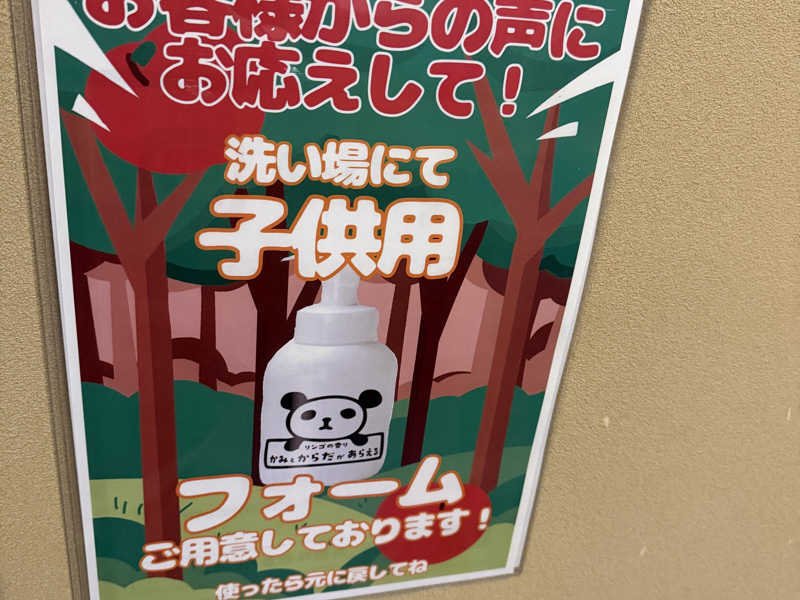 お客様からの声に
お応えして！
洗い場にて
子供用
リンゴの香り
かみとからだがあらえる
フォーム
ご用意しております！
使ったら元に戻してね